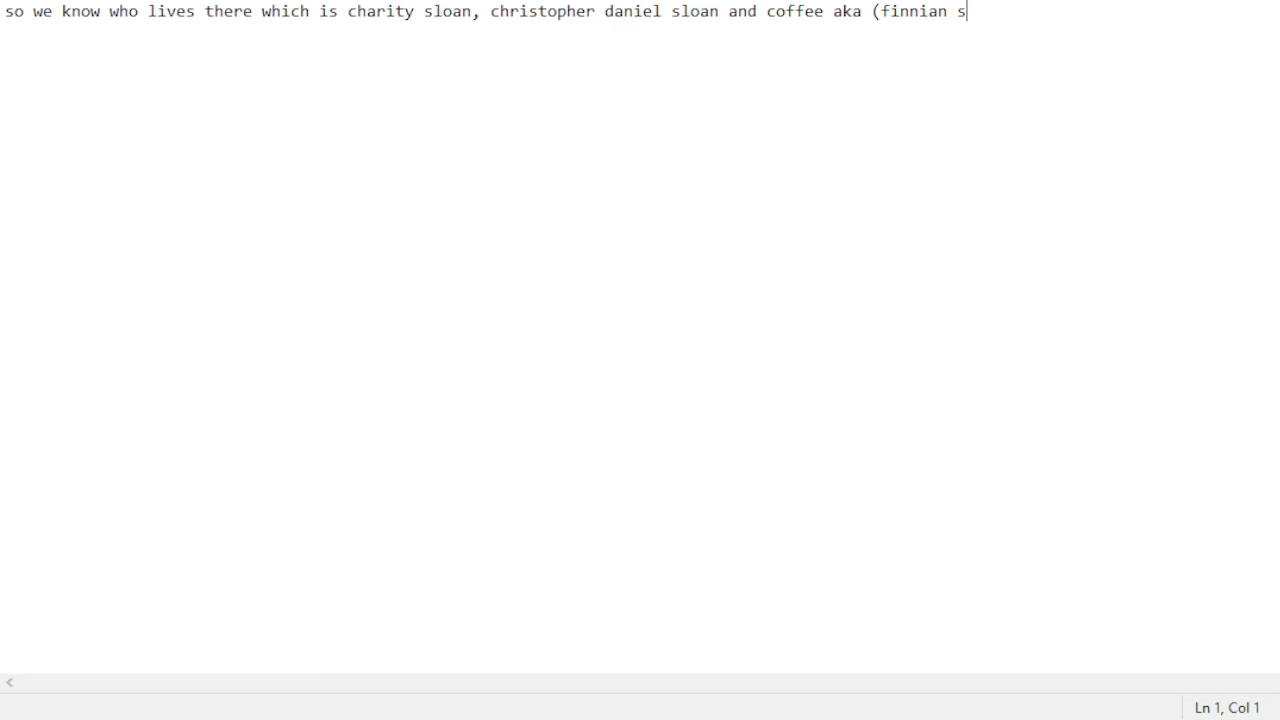 so we know who lives there which is charity sloan, christopher daniel sloan and coffee aka (finnian s
Ln 1, Col 1